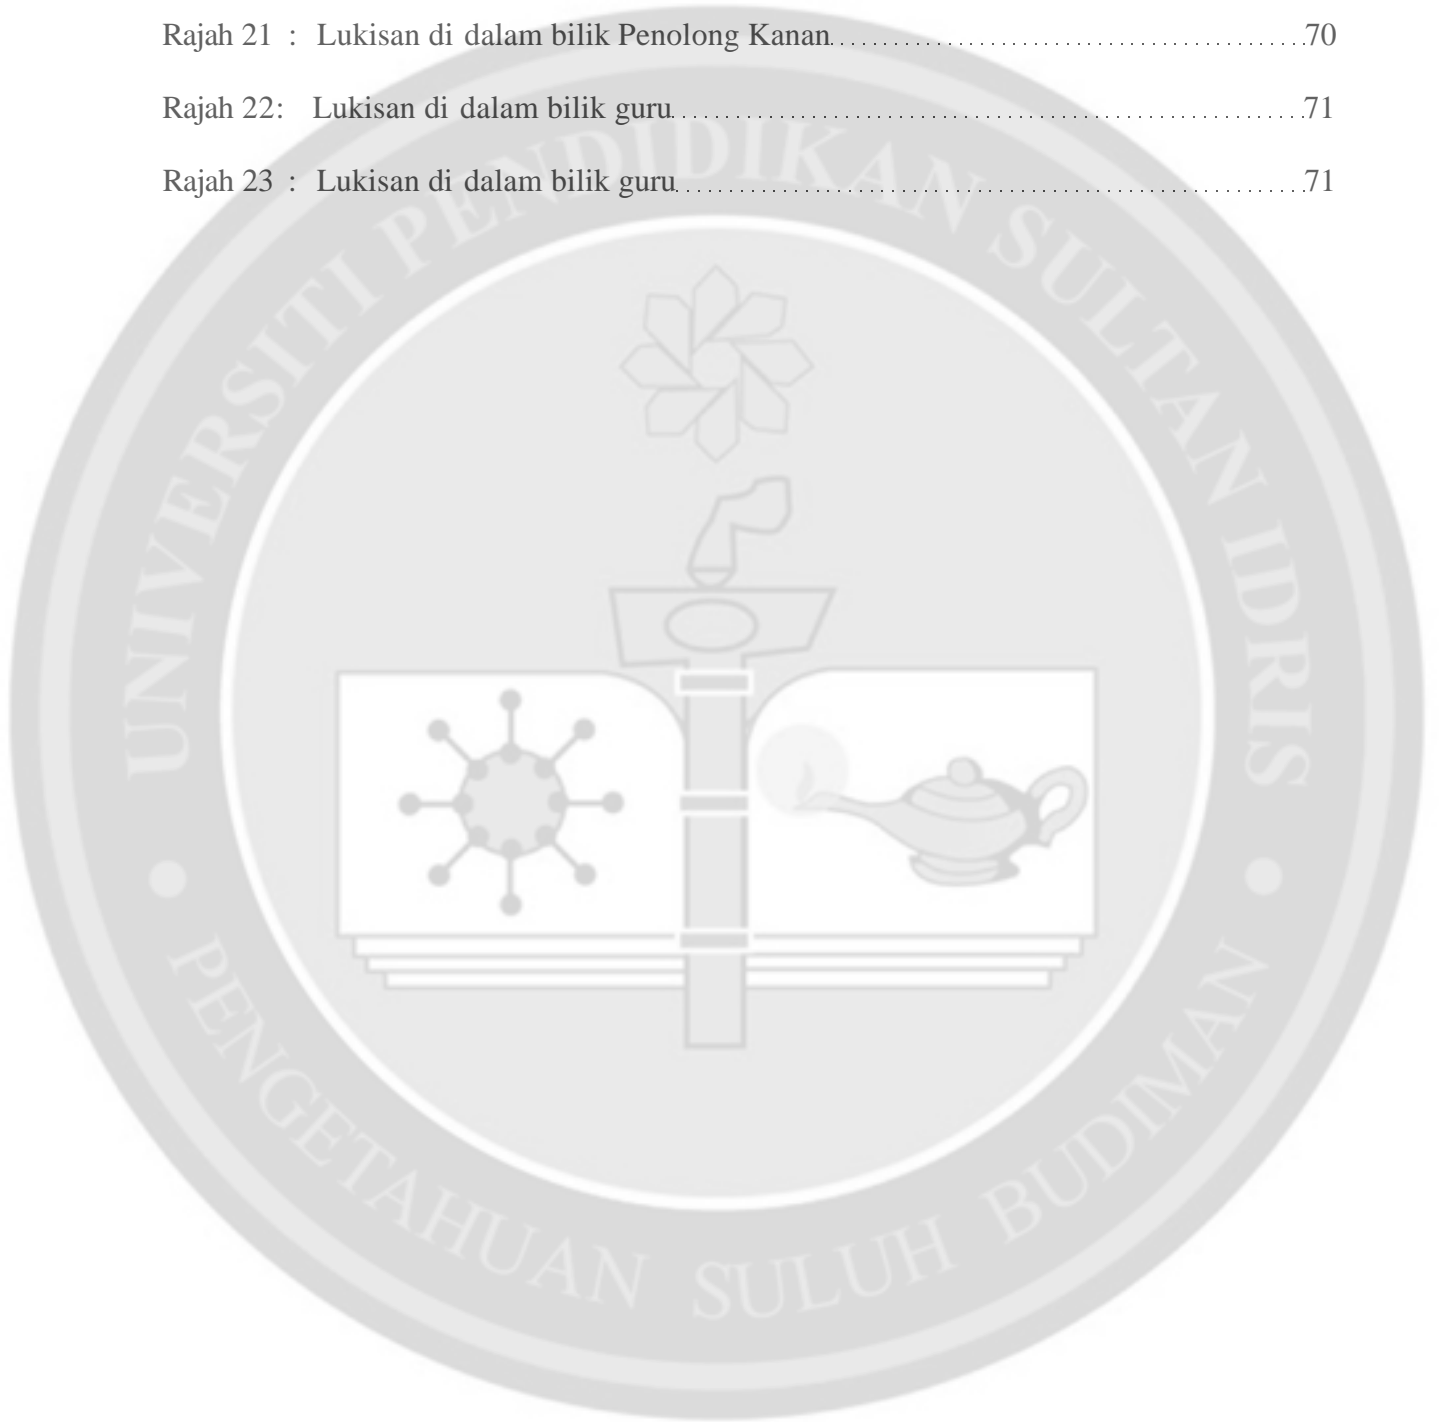 Rajah 21 : Lukisan di dalam bilik Penolong Kanan................................................70
Rajah 22: Lukisan di dalam bilik guru................................................................71
Rajah 23 : Lukisan di dalam bilik guru................................................................71
UNIVERSITI PENDIDIKAN SULTAN IDRIS
PENGETAHUAN SULUH BUDIMAN